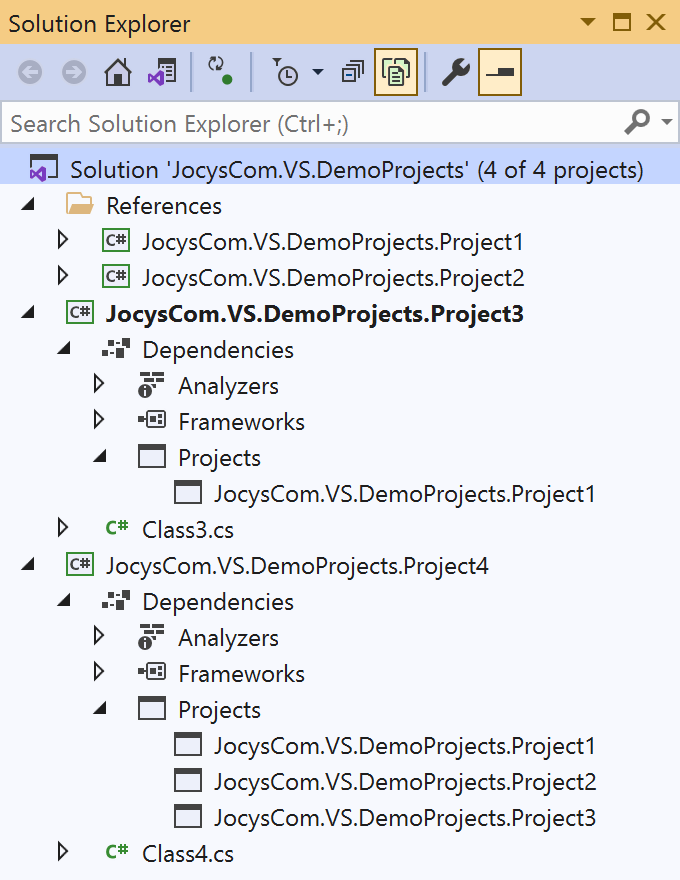 Solution Explorer
Search Solution Explorer (Ctrl+;)
Solution 'JocysCom.VS.DemoProjects' (4 of 4 projects)
References
C# JocysCom.VS.DemoProjects.Project1
C# JocysCom.VS.DemoProjects.Project2
C# JocysCom.VS.DemoProjects.Project3
Dependencies
Analyzers
Frameworks
Projects
JocysCom.VS.DemoProjects.Project1
C# Class3.cs
C# JocysCom.VS.DemoProjects.Project4
Dependencies
Analyzers
Frameworks
Projects
JocysCom.VS.DemoProjects.Project1
JocysCom.VS.DemoProjects.Project2
JocysCom.VS.DemoProjects.Project3
C# Class4.cs